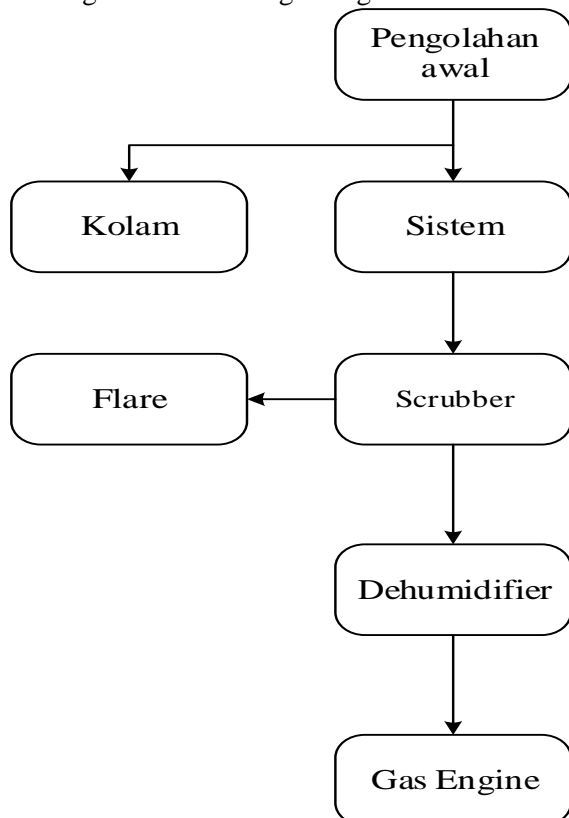 Pengolahan
awal
Kolam
Sistem
Flare
Scrubber
Dehumidifier
Gas Engine